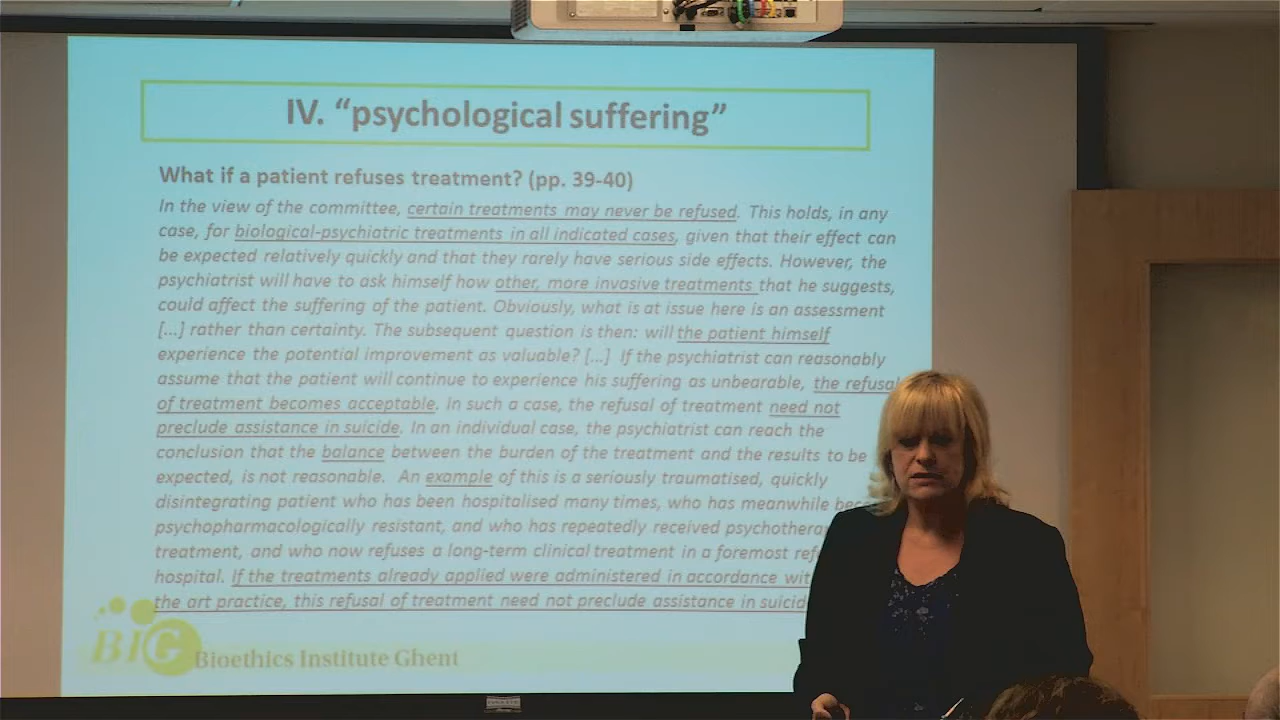 IV. “psychological suffering”
What if a patient refuses treatment? (pp. 39-40)
In the view of the committee, certain treatments may never be refused. This holds, in any
case, for biological-psychiatric treatments in all indicated cases, given that their effect can
be expected relatively quickly and that they rarely have serious side effects. However, the
psychiatrist will have to ask himself how other, more invasive treatments that he suggests,
could affect the suffering of the patient. Obviously, what is at issue here is an assessment
[...] rather than certainty. The subsequent question is then: will the patient himself
experience the potential improvement as valuable? [...] If the psychiatrist can reasonably
assume that the patient will continue to experience his suffering as unbearable, the refusal
of treatment becomes acceptable. In such a case, the refusal of treatment need not
preclude assistance in suicide. In an individual case, the psychiatrist can reach the
conclusion that the balance between the burden of the treatment and the results to be
expected, is not reasonable. An example of this is a seriously traumatised, quickly
disintegrating patient who has been hospitalised many times, who has meanwhile
psychopharmacologically resistant, and who has repeatedly received
treatment, and who now refuses a long-term clinical treatment in a foremost
hospital. If the treatments already applied were administered in accordance
the art practice, this refusal of treatment need not preclude assistance in
BIG
Bioethics Institute Ghent